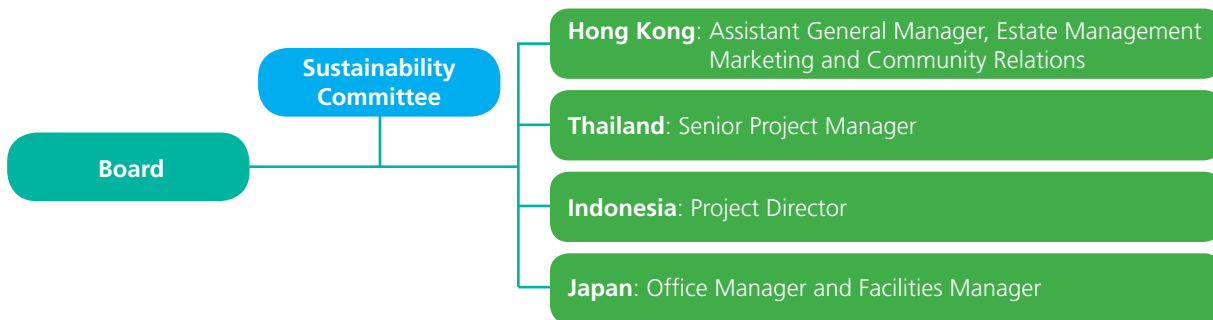 Board
Sustainability
Committee
Hong Kong: Assistant General Manager, Estate Management
Marketing and Community Relations
Thailand: Senior Project Manager
Indonesia: Project Director
Japan: Office Manager and Facilities Manager